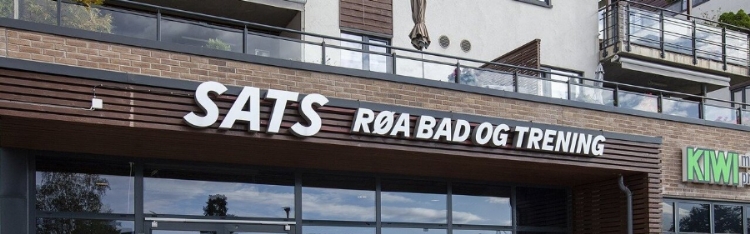 SATS RØA BAD OG TRENING
KIWI